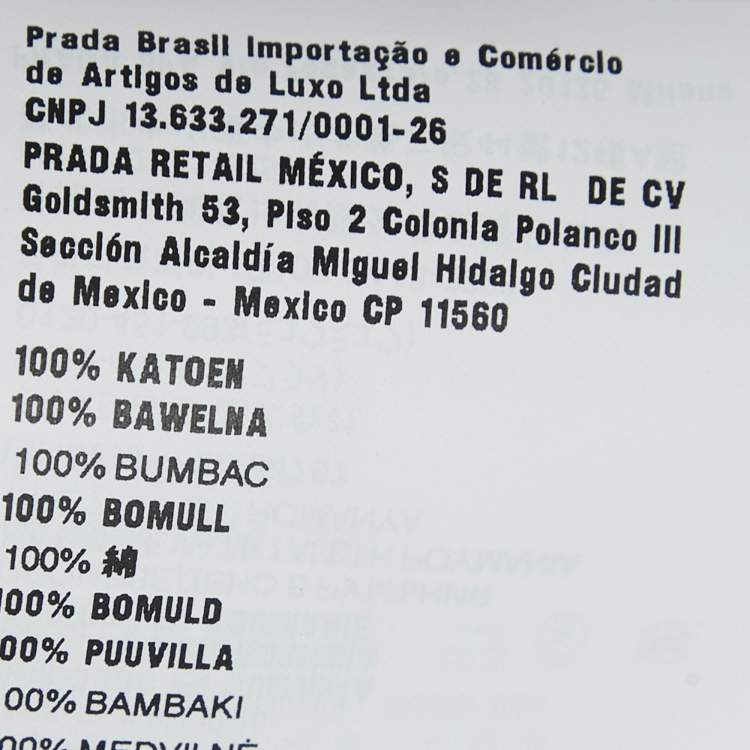 Prada Brasil Importação e Comércio
de Artigos de Luxo Ltda
CNPJ 13.633.271/0001-26
PRADA RETAIL MÉXICO, S DE RL DE CV
Goldsmith 53, Piso 2 Colonia Polanco III
Sección Alcaldía Miguel Hidalgo Ciudad
de Mexico - Mexico CP 11560
100% KATOEN
100% BAWELNA
100% BUMBAC
100% BOMULL
100% 綿
100% BOMULD
00% PUUVILLA
00% BAMBAKI
00% MEDVILNĖ